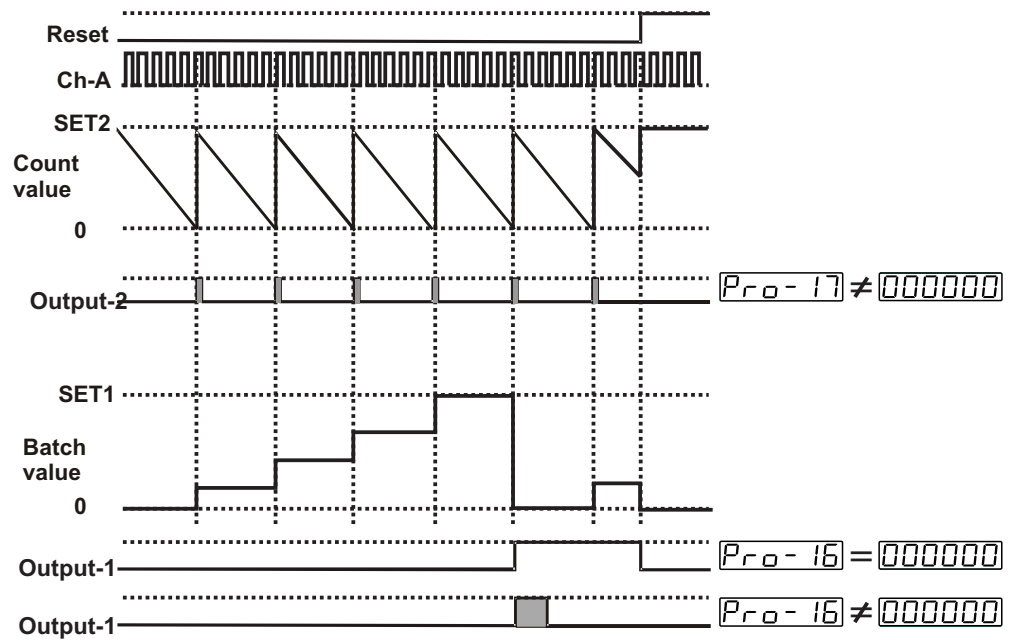 Reset
Ch-A
SET2
Count
value
0
Output-2
Pro-17 ≠ 000000
SET1
Batch
value
0
Output-1
Pro-16 = 000000
Output-1
Pro-16 ≠ 000000